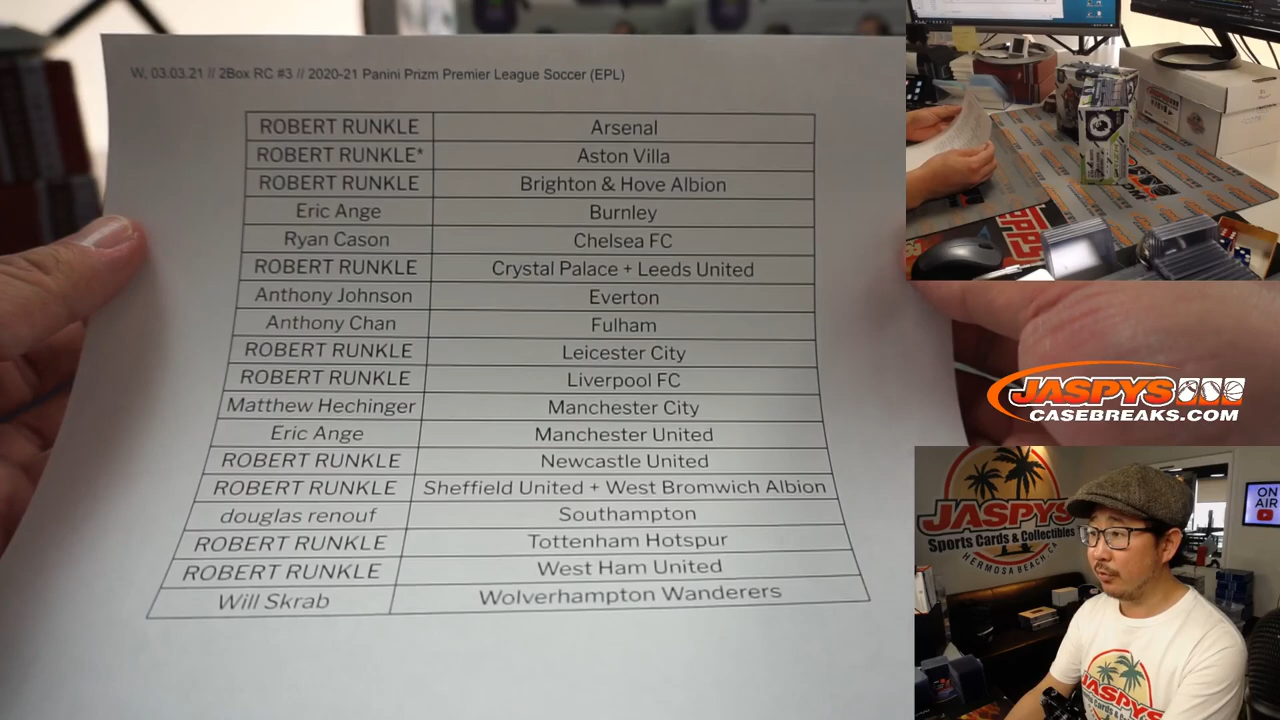 W, 03.03.21 // 2Box RC #3 // 2020-21 Panini Prizm Premier League Soccer (EPL)
ROBERT RUNKLE Arsenal
ROBERT RUNKLE* Aston Villa
ROBERT RUNKLE Brighton & Hove Albion
Eric Ange Burnley
Ryan Cason Chelsea FC
ROBERT RUNKLE Crystal Palace + Leeds United
Anthony Johnson Everton
Anthony Chan Fulham
ROBERT RUNKLE Leicester City
ROBERT RUNKLE Liverpool FC
Matthew Hechinger Manchester City
Eric Ange Manchester United
ROBERT RUNKLE Newcastle United
ROBERT RUNKLE Sheffield United + West Bromwich Albion
douglas renouf Southampton
ROBERT RUNKLE Tottenham Hotspur
ROBERT RUNKLE West Ham United
Will Skrab Wolverhampton Wanderers
JASPYS
CASEBREAKS.COM
JASPYS
Sports Cards & Collectibles
HERMOSA BEACH, CA
ON
AIR
JASPYS